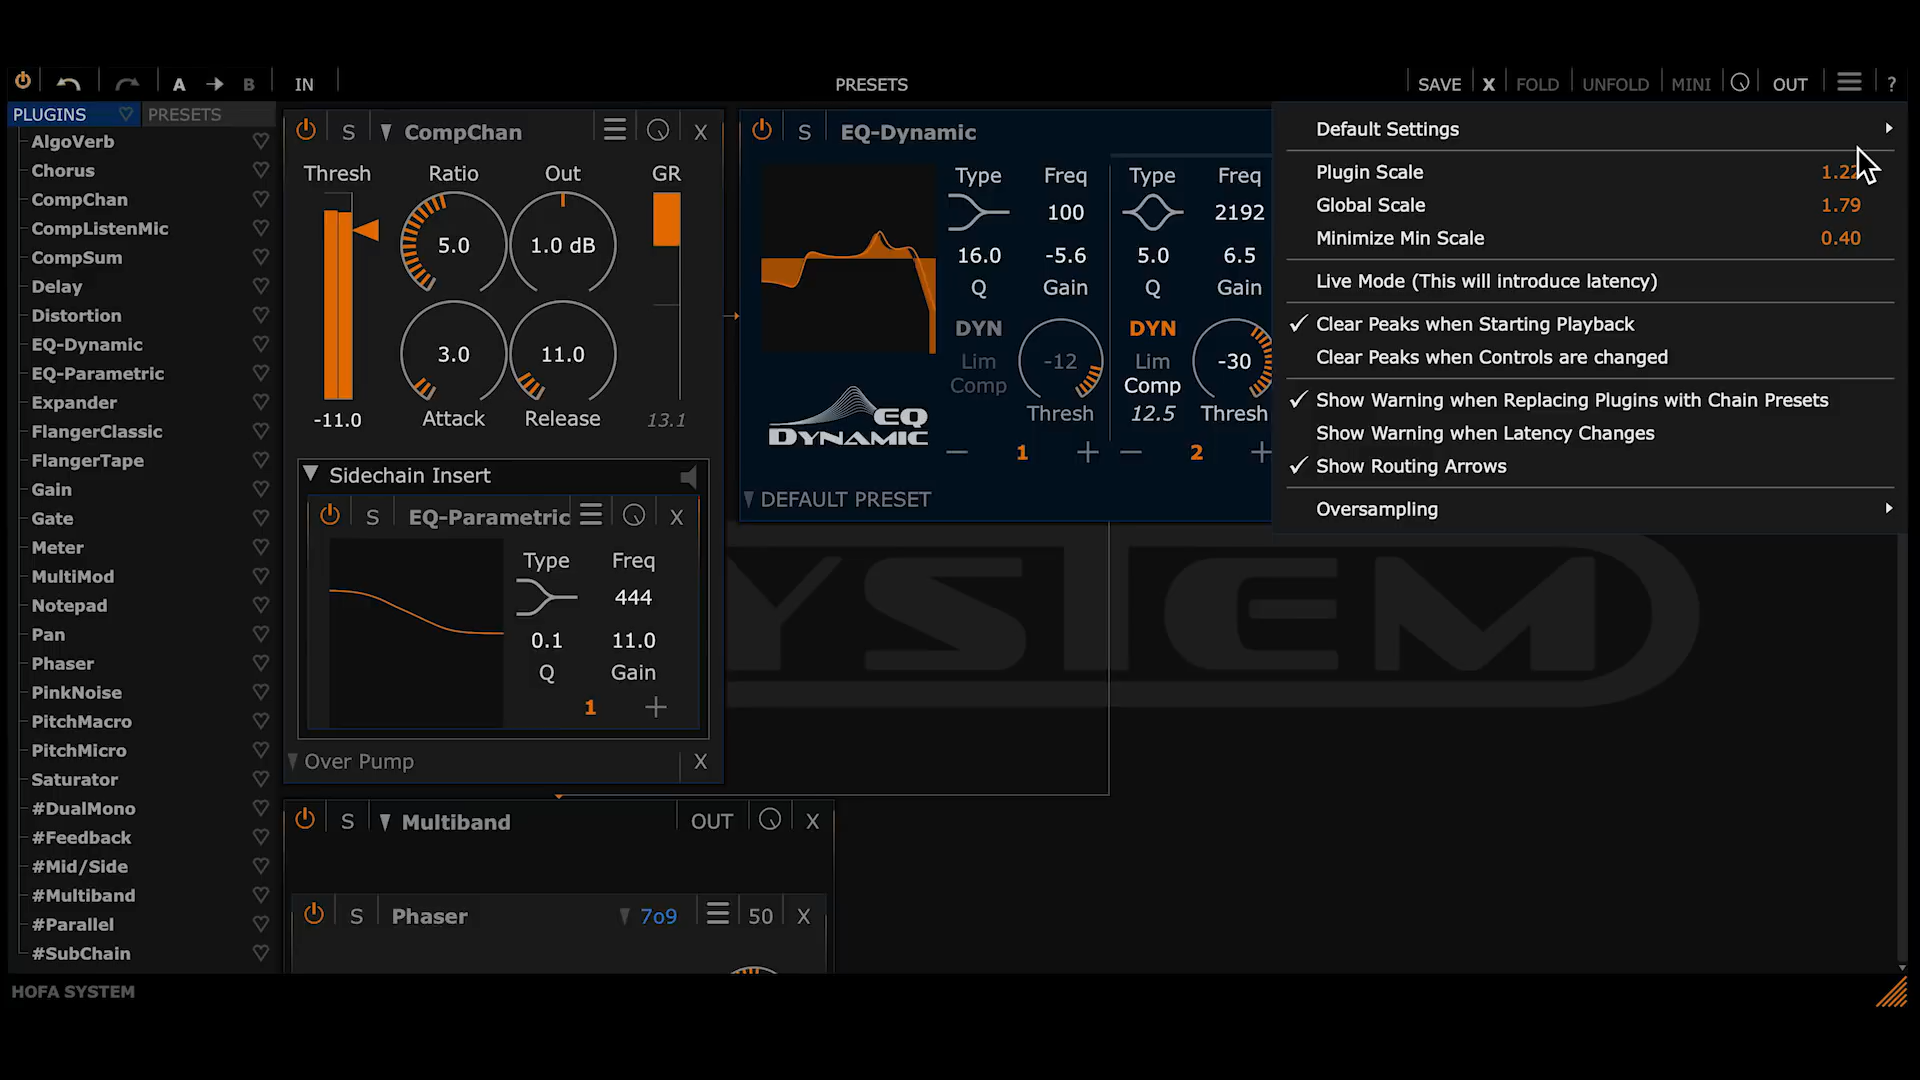 A B IN PRESETS SAVE X FOLD UNFOLD MINI OUT ?
PLUGINS PRESETS
AlgoVerb
Chorus
CompChan
CompListenMic
CompSum
Delay
Distortion
EQ-Dynamic
EQ-Parametric
Expander
FlangerClassic
FlangerTape
Gain
Gate
Meter
MultiMod
Notepad
Pan
Phaser
PinkNoise
PitchMacro
PitchMicro
Saturator
#DualMono
#Feedback
#Mid/Side
#Multiband
#Parallel
#SubChain
HOFA SYSTEM
S CompChan X
Thresh Ratio Out GR
5.0 1.0 dB
3.0 11.0
-11.0 Attack Release 13.1
Sidechain Insert
S EQ-Parametric X
Type Freq
444
0.1 11.0
Q Gain
1
Over Pump X
S EQ-Dynamic
Type Freq Type Freq
100 2192
16.0 -5.6 5.0 6.5
Q Gain Q Gain
DYN DYN
Lim -12 Lim -30
Comp Comp
Thresh 12.5 Thresh
EQ
DYNAMIC
1 2
DEFAULT PRESET
S Multiband OUT X
S Phaser 7o9 50 X
YSTEM
Default Settings
Plugin Scale
Global Scale 1.79
Minimize Min Scale 0.40
Live Mode (This will introduce latency)
Clear Peaks when Starting Playback
Clear Peaks when Controls are changed
Show Warning when Replacing Plugins with Chain Presets
Show Warning when Latency Changes
Show Routing Arrows
Oversampling